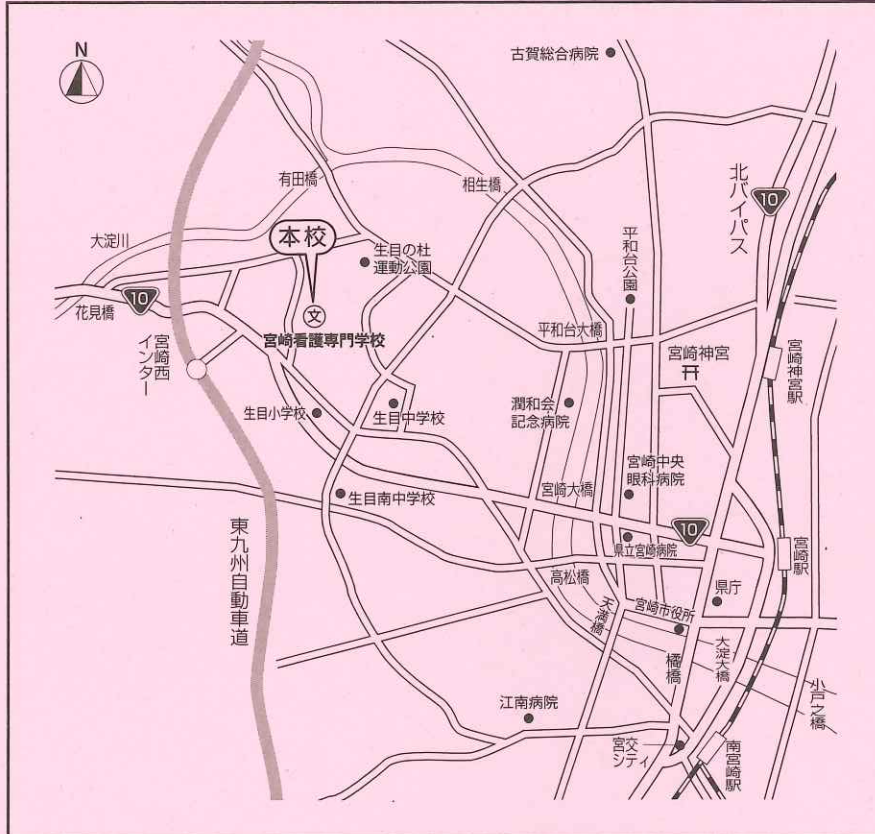 N
古賀総合病院
北バイパス
10
有田橋
相生橋
大淀川
本校
生目の杜
運動公園
平和台公園
10
花見橋
文
宮崎看護専門学校
平和台大橋
宮崎西
インター
宮崎神宮
宮崎神宮駅
生目小学校
生目中学校
潤和会
記念病院
宮崎中央
眼科病院
生目南中学校
宮崎大橋
10
東九州自動車道
県立宮崎病院
宮崎駅
高松橋
県庁
天満橋
宮崎市役所
橘橋
大淀大橋
小戸之橋
江南病院
宮交
シティ
南宮崎駅